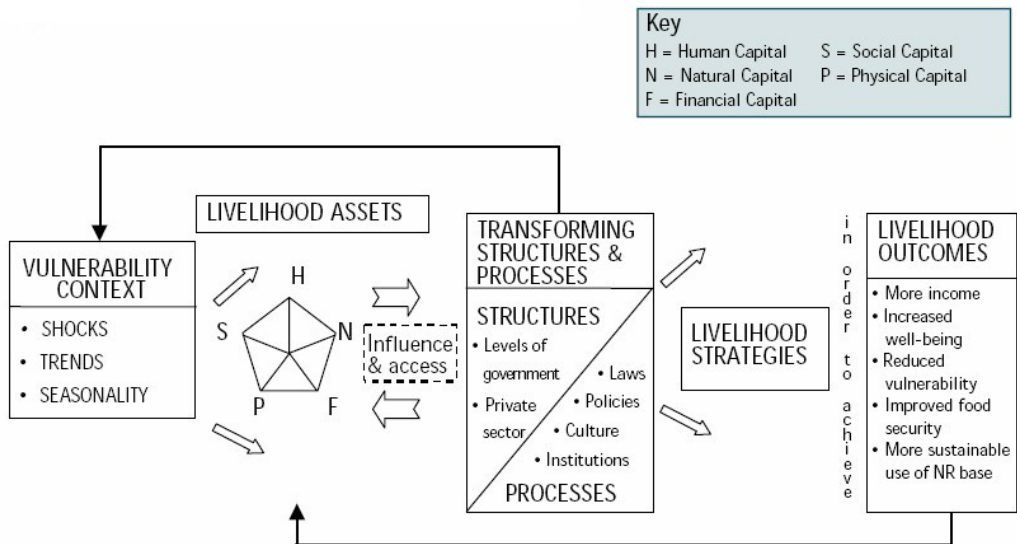 Key
H = Human Capital S = Social Capital
N = Natural Capital P = Physical Capital
F = Financial Capital
LIVELIHOOD ASSETS
VULNERABILITY
CONTEXT
• SHOCKS
• TRENDS
• SEASONALITY
H
S
N
P
F
Influence
& access
TRANSFORMING
STRUCTURES &
PROCESSES
STRUCTURES
• Levels of
government
• Private
sector
• Laws
• Policies
• Culture
• Institutions
PROCESSES
LIVELIHOOD
STRATEGIES
in order to achieve
LIVELIHOOD
OUTCOMES
• More income
• Increased
well-being
• Reduced
vulnerability
• Improved food
security
• More sustainable
use of NR base